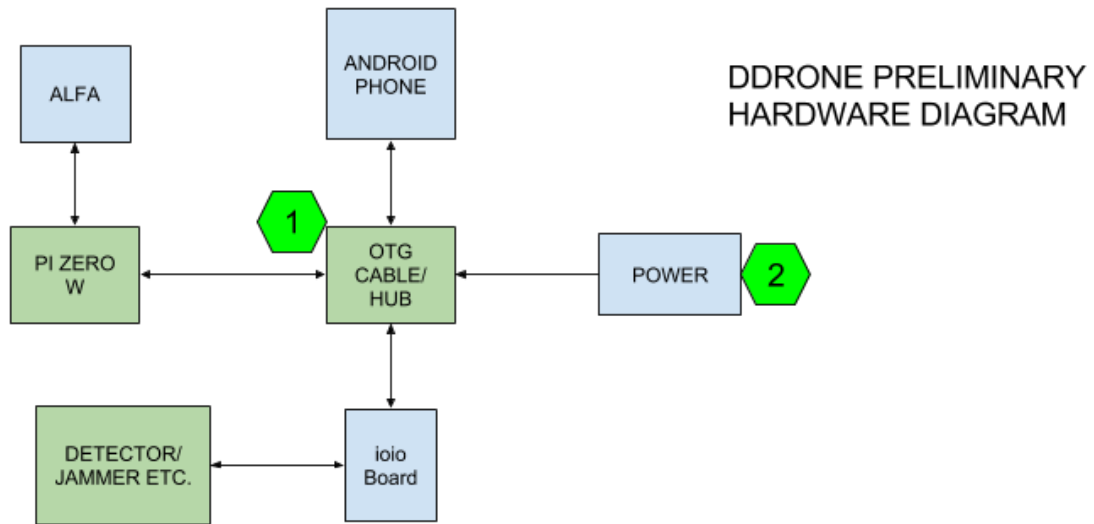 ALFA
ANDROID
PHONE
DDRONE PRELIMINARY
HARDWARE DIAGRAM
1
PI ZERO
W
OTG
CABLE/
HUB
POWER
2
DETECTOR/
JAMMER ETC.
ioio
Board